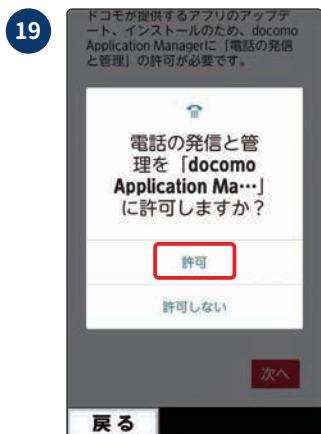 19
ドコモが提供するアプリのアップデ
ート、インストールのため、docomo
Application Managerに「電話の発信
と管理」の許可が必要です。
電話の発信と管
理を「docomo
Application Ma…」
に許可しますか？
許可
許可しない
次へ
戻る